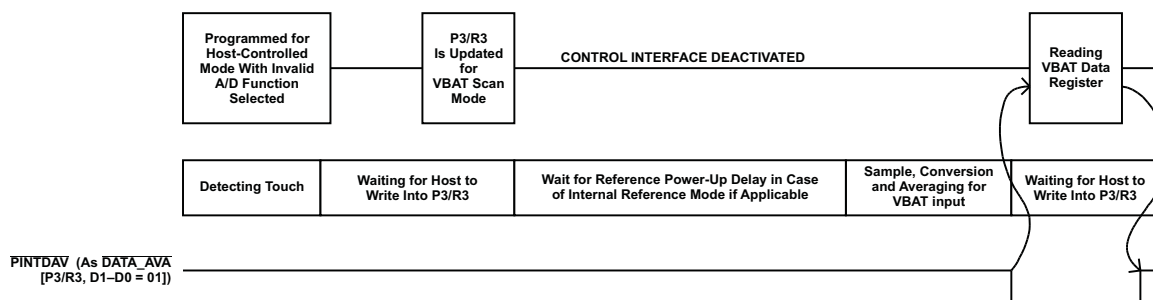 Programmed for
Host-Controlled
Mode With Invalid
A/D Function
Selected
P3/R3
Is Updated
for
VBAT Scan
Mode
CONTROL INTERFACE DEACTIVATED
Reading
VBAT Data
Register
Detecting Touch
Waiting for Host to
Write Into P3/R3
Wait for Reference Power-Up Delay in Case
of Internal Reference Mode if Applicable
Sample, Conversion
and Averaging for
VBAT input
Waiting for Host to
Write Into P3/R3
PINTDAV (As DATA_AVA
[P3/R3, D1–D0 = 01])